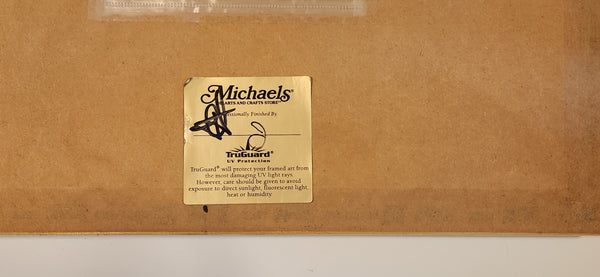 Michaels®
THE ARTS AND CRAFTS STORE®
Professionally Finished By
TruGuard®
UV Protection
TruGuard® will protect your framed art from
the most damaging UV light rays.
However, care should be given to avoid
exposure to direct sunlight, fluorescent light,
heat or humidity